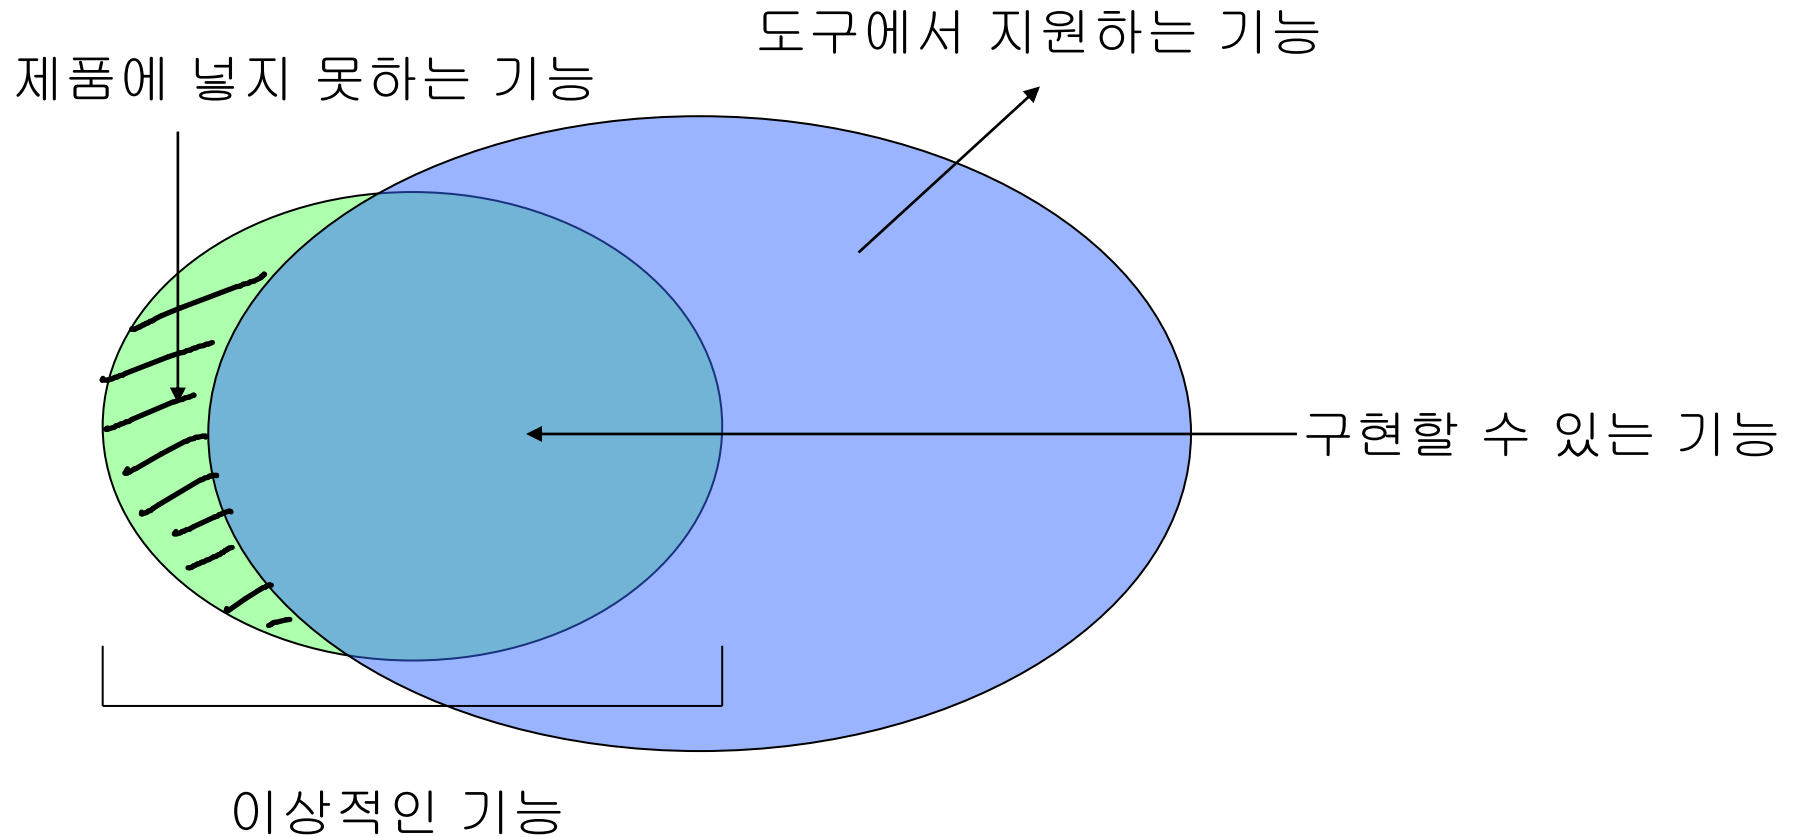 도구에서 지원하는 기능
제품에 넣지 못하는 기능
구현할 수 있는 기능
이상적인 기능